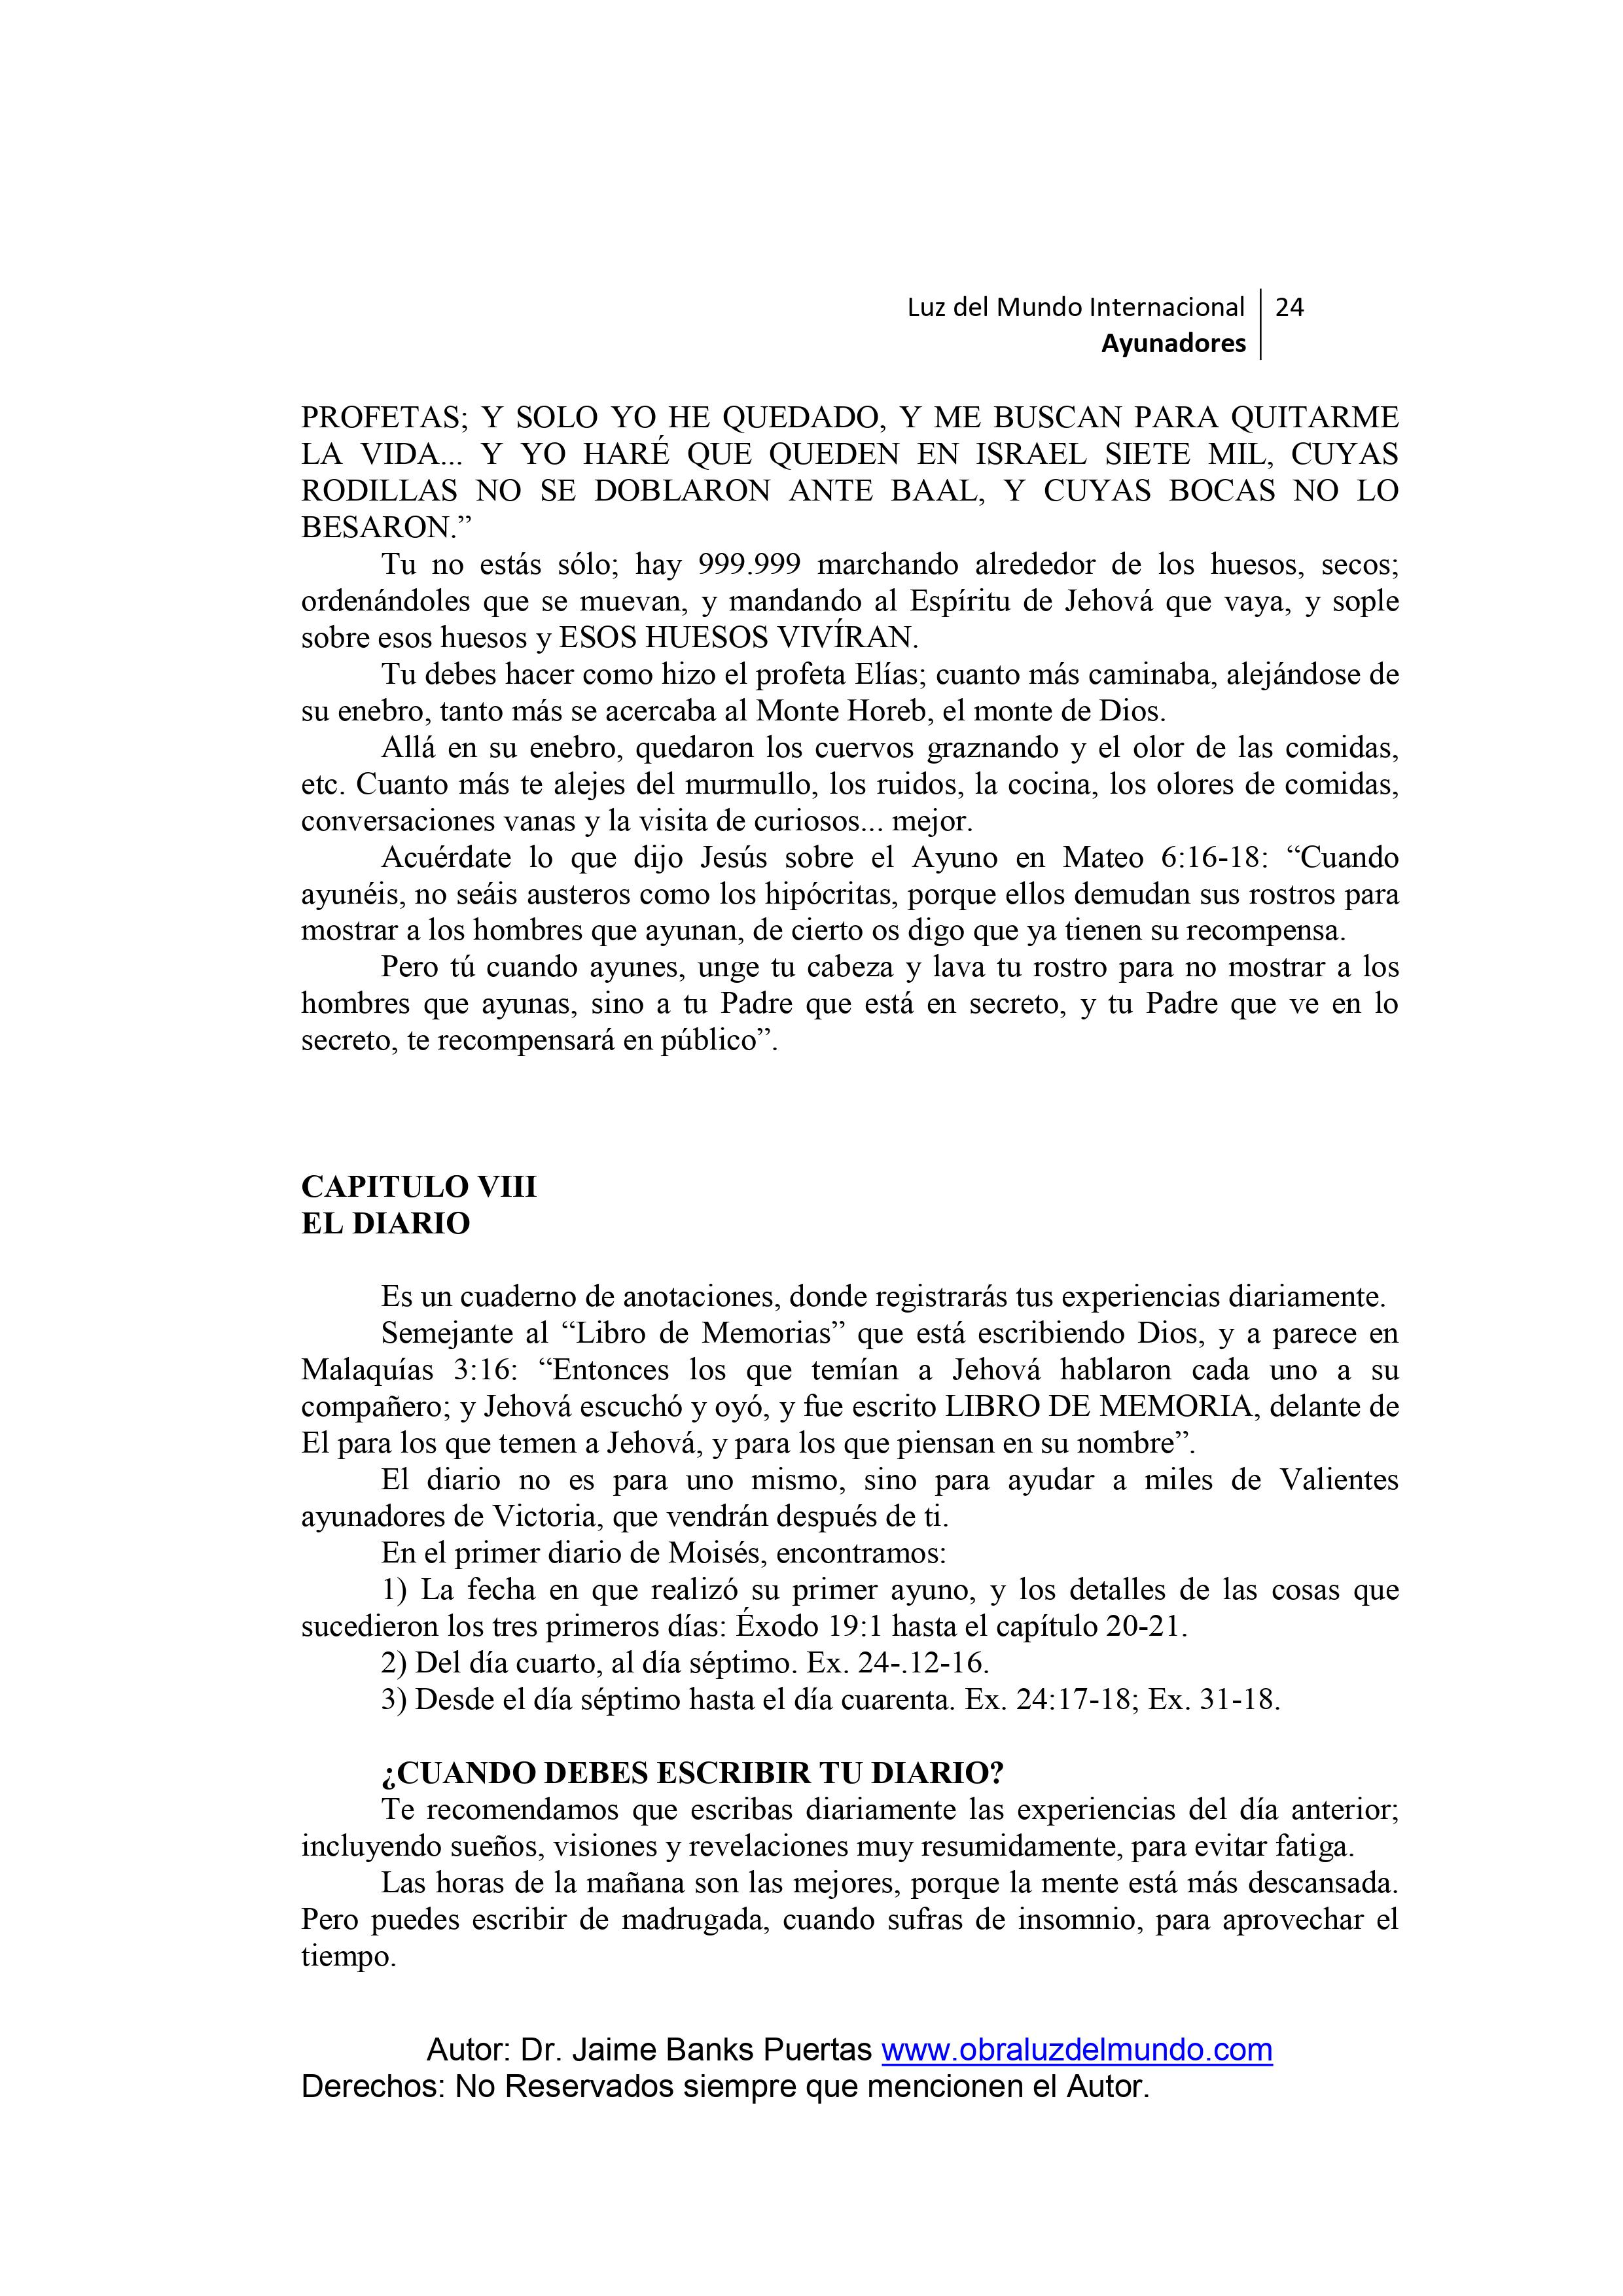 Luz del Mundo Internacional 24
Ayunadores
PROFETAS; Y SOLO YO HE QUEDADO, Y ME BUSCAN PARA QUITARME
LA VIDA... Y YO HARÉ QUE QUEDEN EN ISRAEL SIETE MIL, CUYAS
RODILLAS NO SE DOBLARON ANTE BAAL, Y CUYAS BOCAS NO LO
BESARON.”
Tu no estás sólo; hay 999.999 marchando alrededor de los huesos, secos;
ordenándoles que se muevan, y mandando al Espíritu de Jehová que vaya, y sople
sobre esos huesos y ESOS HUESOS VIVÍRAN.
Tu debes hacer como hizo el profeta Elías; cuanto más caminaba, alejándose de
su enebro, tanto más se acercaba al Monte Horeb, el monte de Dios.
Allá en su enebro, quedaron los cuervos graznando y el olor de las comidas,
etc. Cuanto más te alejes del murmullo, los ruidos, la cocina, los olores de comidas,
conversaciones vanas y la visita de curiosos... mejor.
Acuérdate lo que dijo Jesús sobre el Ayuno en Mateo 6:16-18: “Cuando
ayunéis, no seáis austeros como los hipócritas, porque ellos demudan sus rostros para
mostrar a los hombres que ayunan, de cierto os digo que ya tienen su recompensa.
Pero tú cuando ayunes, unge tu cabeza y lava tu rostro para no mostrar a los
hombres que ayunas, sino a tu Padre que está en secreto, y tu Padre que ve en lo
secreto, te recompensará en público”.
CAPITULO VIII
EL DIARIO
Es un cuaderno de anotaciones, donde registrarás tus experiencias diariamente.
Semejante al “Libro de Memorias” que está escribiendo Dios, y a parece en
Malaquías 3:16: “Entonces los que temían a Jehová hablaron cada uno a su
compañero; y Jehová escuchó y oyó, y fue escrito LIBRO DE MEMORIA, delante de
El para los que temen a Jehová, y para los que piensan en su nombre”.
El diario no es para uno mismo, sino para ayudar a miles de Valientes
ayunadores de Victoria, que vendrán después de ti.
En el primer diario de Moisés, encontramos:
1) La fecha en que realizó su primer ayuno, y los detalles de las cosas que
sucedieron los tres primeros días: Éxodo 19:1 hasta el capítulo 20-21.
2) Del día cuarto, al día séptimo. Ex. 24-.12-16.
3) Desde el día séptimo hasta el día cuarenta. Ex. 24:17-18; Ex. 31-18.
¿CUANDO DEBES ESCRIBIR TU DIARIO?
Te recomendamos que escribas diariamente las experiencias del día anterior;
incluyendo sueños, visiones y revelaciones muy resumidamente, para evitar fatiga.
Las horas de la mañana son las mejores, porque la mente está más descansada.
Pero puedes escribir de madrugada, cuando sufras de insomnio, para aprovechar el
tiempo.
Autor: Dr. Jaime Banks Puertas www.obraluzdelmundo.com
Derechos: No Reservados siempre que mencionen el Autor.